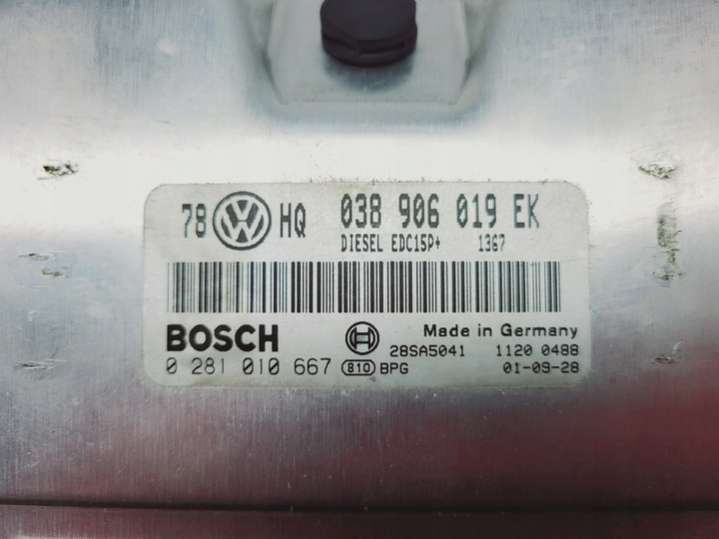 78 VW HQ 038 906 019 EK
DIESEL EDC15P+ 1367
BOSCH Made in Germany
28SA5041 1120 0488
0 281 010 667 810 BPG 01-09-28